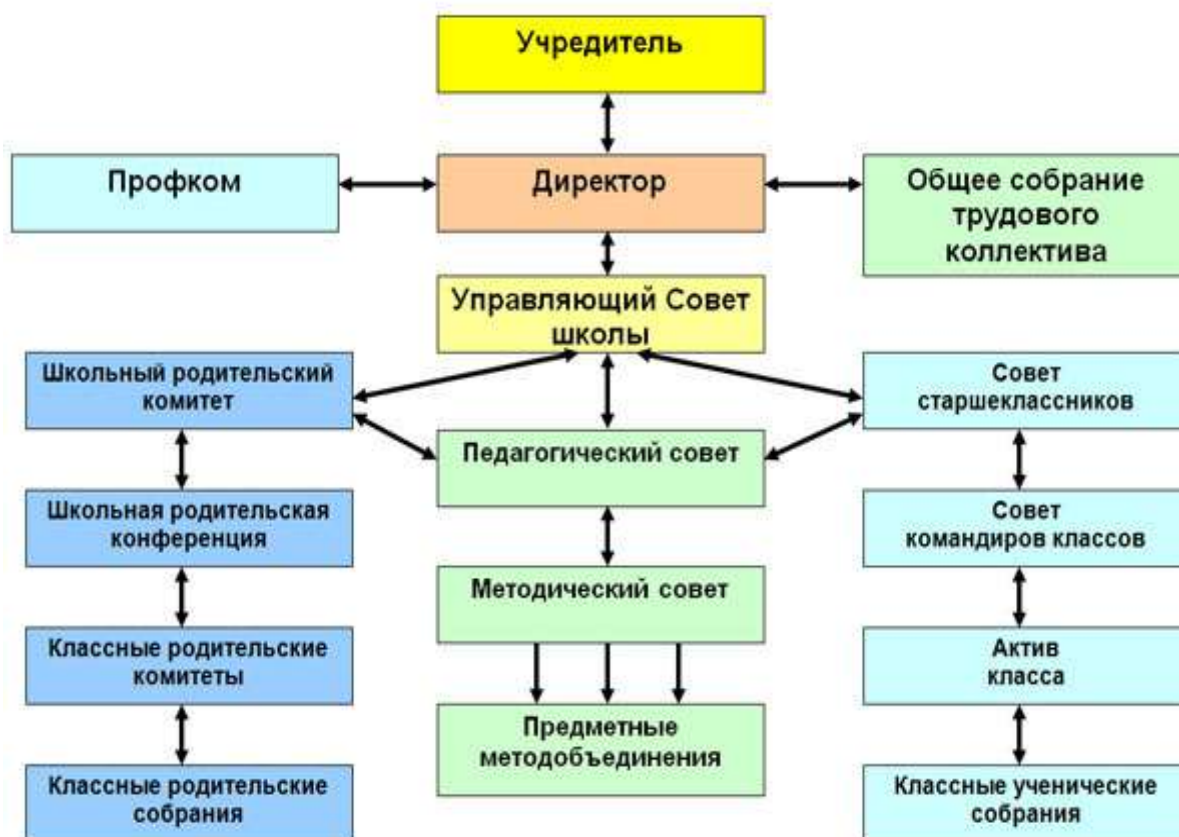 Учредитель
Профком
Директор
Общее собрание
трудового
коллектива
Управляющий Совет
школы
Школьный родительский
комитет
Совет
старшеклассников
Педагогический совет
Школьная родительская
конференция
Совет
командиров классов
Методический совет
Классные родительские
комитеты
Актив
класса
Предметные
методобъединения
Классные родительские
собрания
Классные ученические
собрания